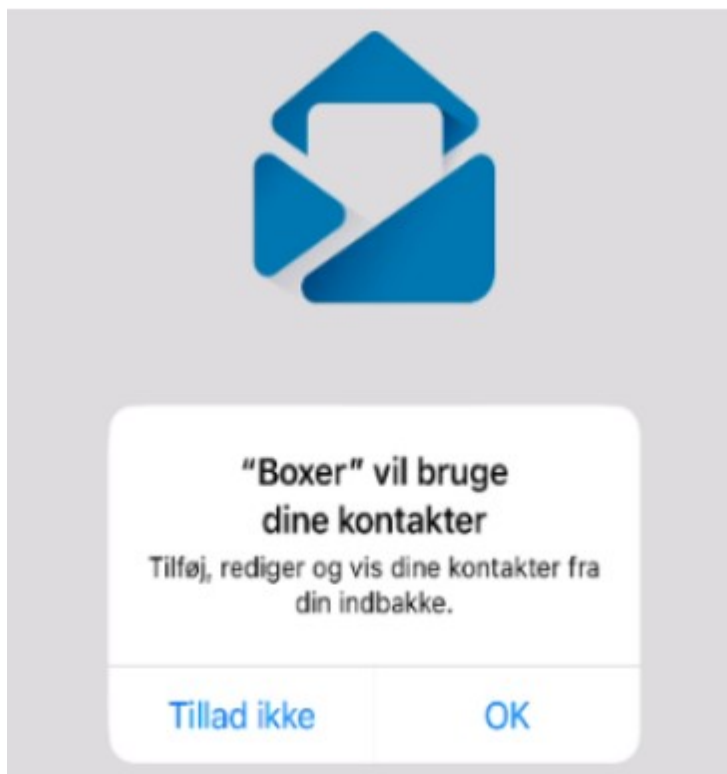 “Boxer” vil bruge
dine kontakter
Tilføj, rediger og vis dine kontakter fra
din indbakke.
Tillad ikke
OK